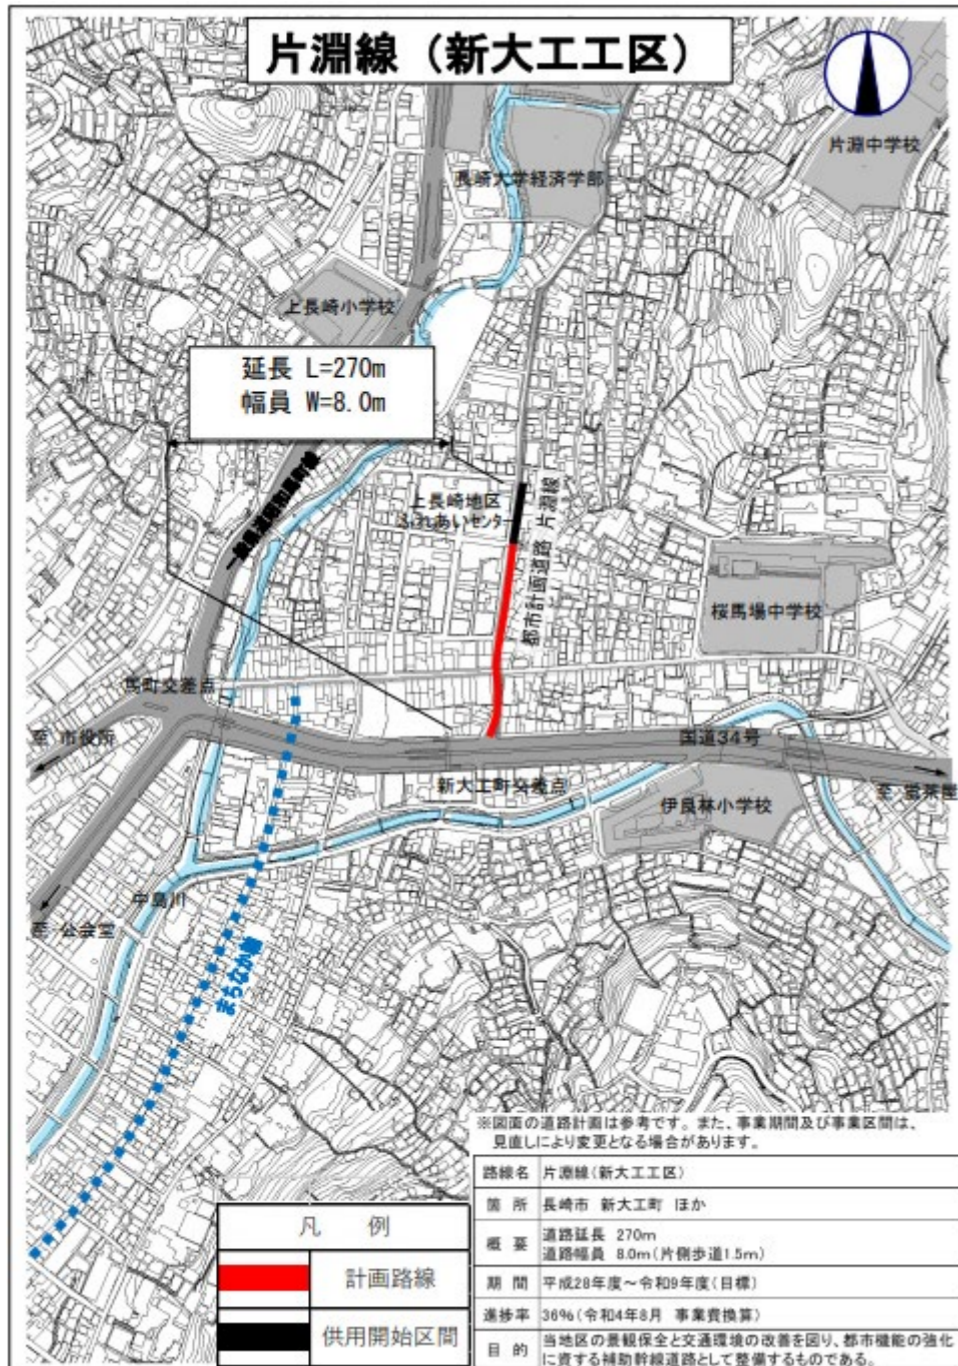 片淵線（新大工工区）
片淵中学校
長崎大学経済学部
上長崎小学校
延長 L=270m
幅員 W=8.0m
上長崎地区
ふれあいセンター
都市計画道路 片淵線
桜馬場中学校
馬町交差点
至 市役所
国道34号
新大工町交差点
伊良林小学校
至 蛍茶屋
中島川
至 公会堂
まちなか軸
※図面の道路計画は参考です。また、事業期間及び事業区間は、
見直しにより変更となる場合があります。
路線名 片淵線(新大工工区)
箇 所 長崎市 新大工町 ほか
概 要 道路延長 270m
道路幅員 8.0m(片側歩道1.5m)
期 間 平成28年度～令和9年度(目標)
進捗率 36%(令和4年8月 事業費換算)
目 的 当地区の景観保全と交通環境の改善を図り、都市機能の強化
に資する補助幹線道路として整備するものである。
凡 例
計画路線
供用開始区間